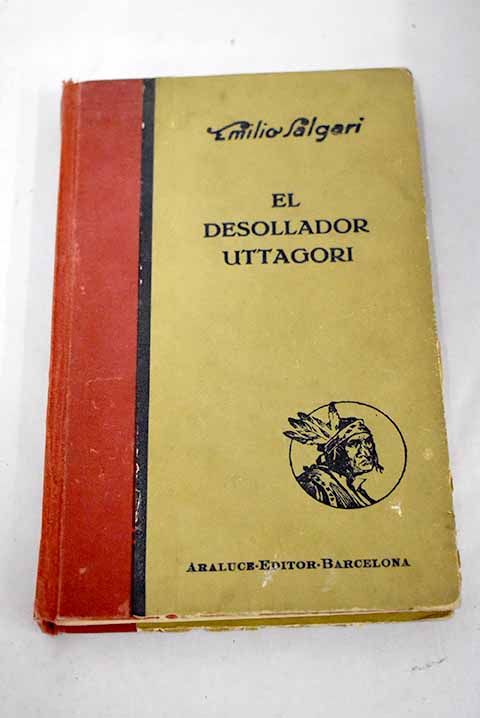 Emilio Salgari
EL
DESOLLADOR
UTTAGORI
ARALUCE·EDITOR·BARCELONA